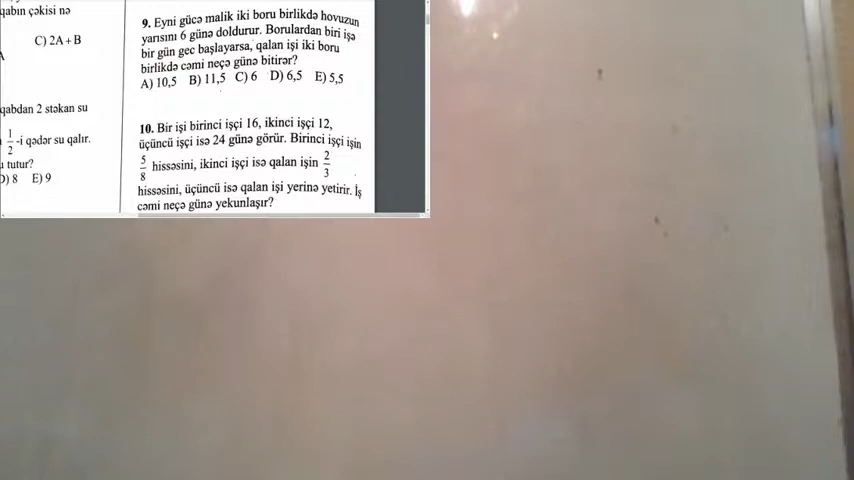 qabın çəkisi nə
C) 2A+B
qabdan 2 stəkan su
1/2 -i qədər su qalır.
tutur?
D) 8 E) 9
9. Eyni gücə malik iki boru birlikdə hovuzun
yarısını 6 günə doldurur. Borulardan biri işə
bir gün gec başlayarsa, qalan işi iki boru
birlikdə cəmi neçə günə bitirər?
A) 10,5 B) 11,5 C) 6 D) 6,5 E) 5,5
10. Bir işi birinci işçi 16, ikinci işçi 12,
üçüncü işçi isə 24 günə görür. Birinci işçi işin
5/8 hissəsini, ikinci işçi isə qalan işin 2/3
hissəsini, üçüncü isə qalan işi yerinə yetirir. İş
cəmi neçə günə yekunlaşır?